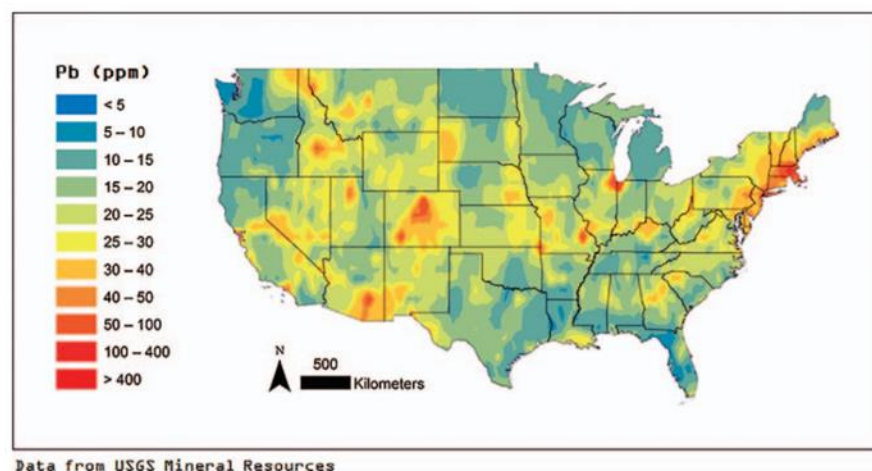 Pb (ppm)
< 5
5 – 10
10 – 15
15 – 20
20 – 25
25 – 30
30 – 40
40 – 50
50 – 100
100 – 400
> 400
N
500
Kilometers
Data from USGS Mineral Resources